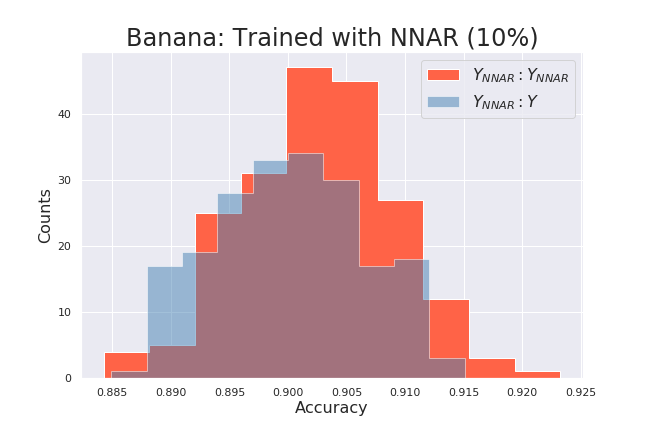 Banana: Trained with NNAR (10%)
Y_NNAR : Y_NNAR
Y_NNAR : Y
Counts
40
30
20
10
0
0.885 0.890 0.895 0.900 0.905 0.910 0.915 0.920 0.925
Accuracy